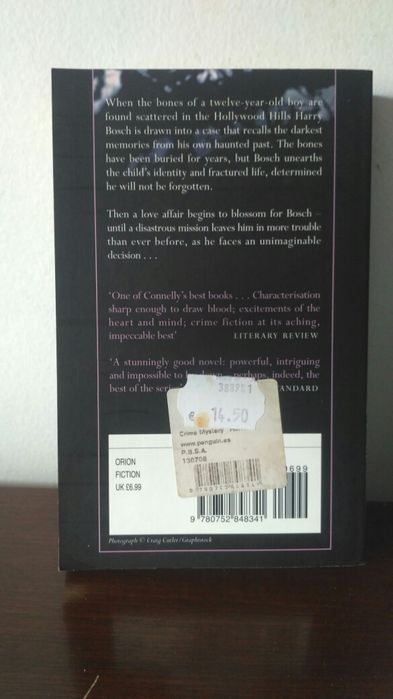 When the bones of a twelve-year-old boy are
found scattered in the Hollywood Hills Harry
Bosch is drawn into a case that recalls the darkest
memories from his own haunted past. The bones
have been buried for years, but Bosch unearths
the child's identity and fractured life, determined
he will not be forgotten.
Then a love affair begins to blossom for Bosch –
until a disastrous mission leaves him in more trouble
than ever before, as he faces an unimaginable
decision . . .
'One of Connelly's best books . . . Characterisation
sharp enough to draw blood; excitements of the
heart and mind; crime fiction at its aching,
impeccable best' LITERARY REVIEW
'A stunningly good novel: powerful, intriguing
and impossible to perhaps, indeed, the
best of the
€ 14.50
Crime Mystery
www.penguin.es
P.B.S.A.
130708
ORION
FICTION
UK £6.99
9 780752 848341
Photograph © Craig Cutler/Graphistock